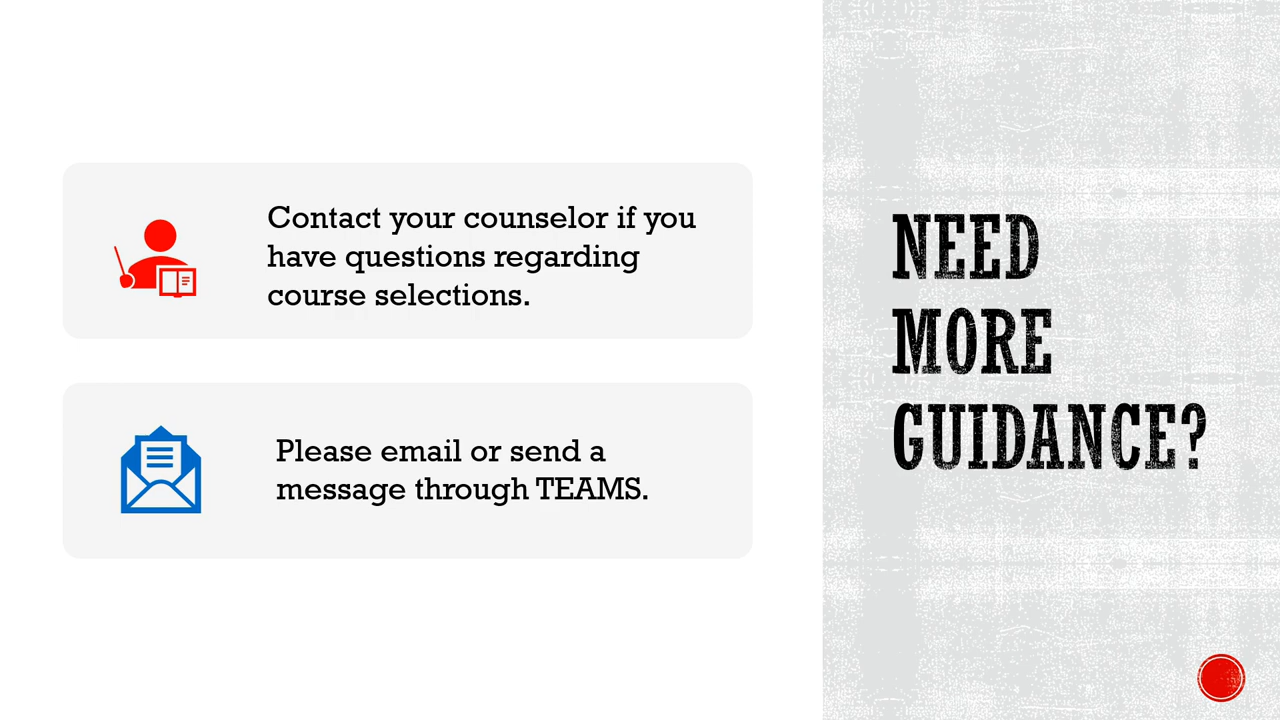 Contact your counselor if you
have questions regarding
course selections.
Please email or send a
message through TEAMS.
NEED
MORE
GUIDANCE?